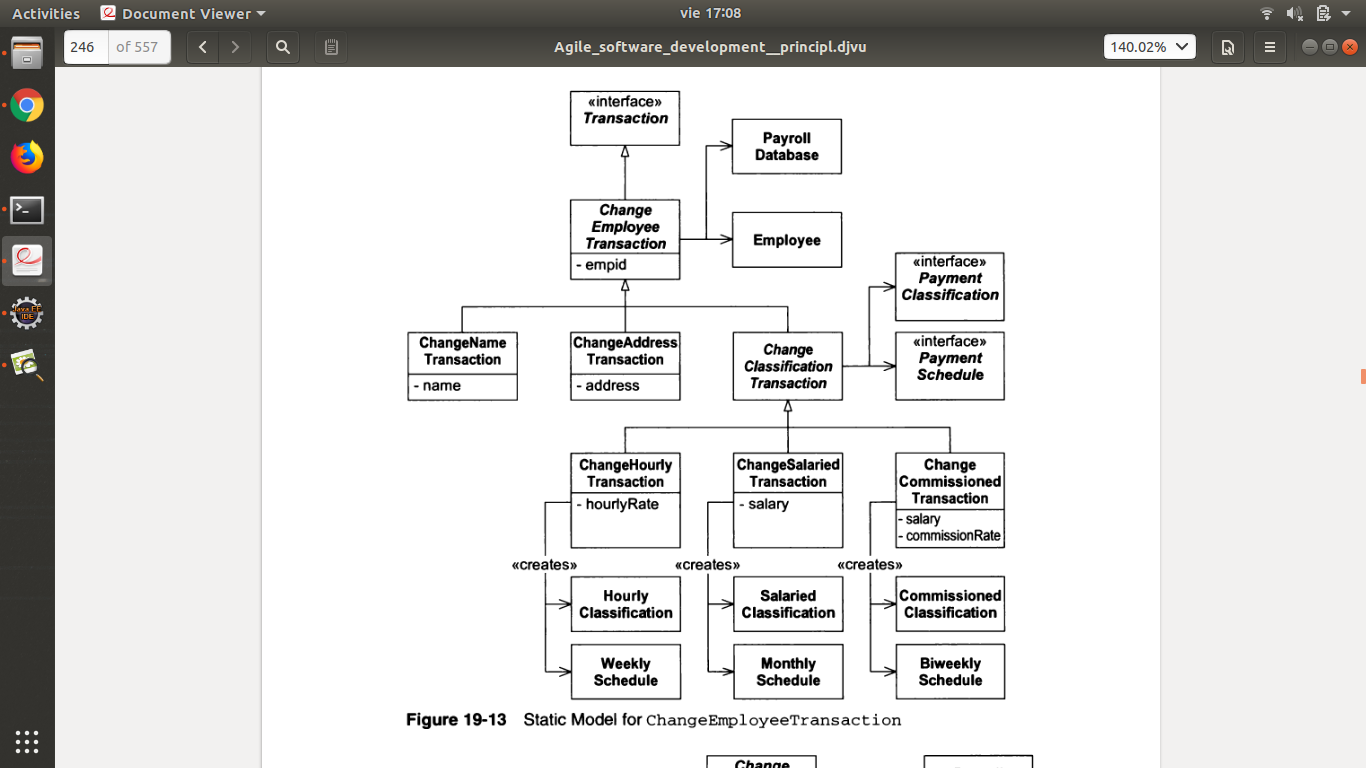 Activities
Document Viewer
vie 17:08
246
of 557
Agile_software_development__principl.djvu
140.02%
«interface»
Transaction
Payroll
Database
Change
Employee
Transaction
- empid
Employee
«interface»
Payment
Classification
ChangeName
Transaction
- name
ChangeAddress
Transaction
- address
Change
Classification
Transaction
«interface»
Payment
Schedule
ChangeHourly
Transaction
- hourlyRate
ChangeSalaried
Transaction
- salary
Change
Commissioned
Transaction
- salary
- commissionRate
«creates»
«creates»
«creates»
Hourly
Classification
Salaried
Classification
Commissioned
Classification
Weekly
Schedule
Monthly
Schedule
Biweekly
Schedule
Figure 19-13 Static Model for ChangeEmployeeTransaction
Change